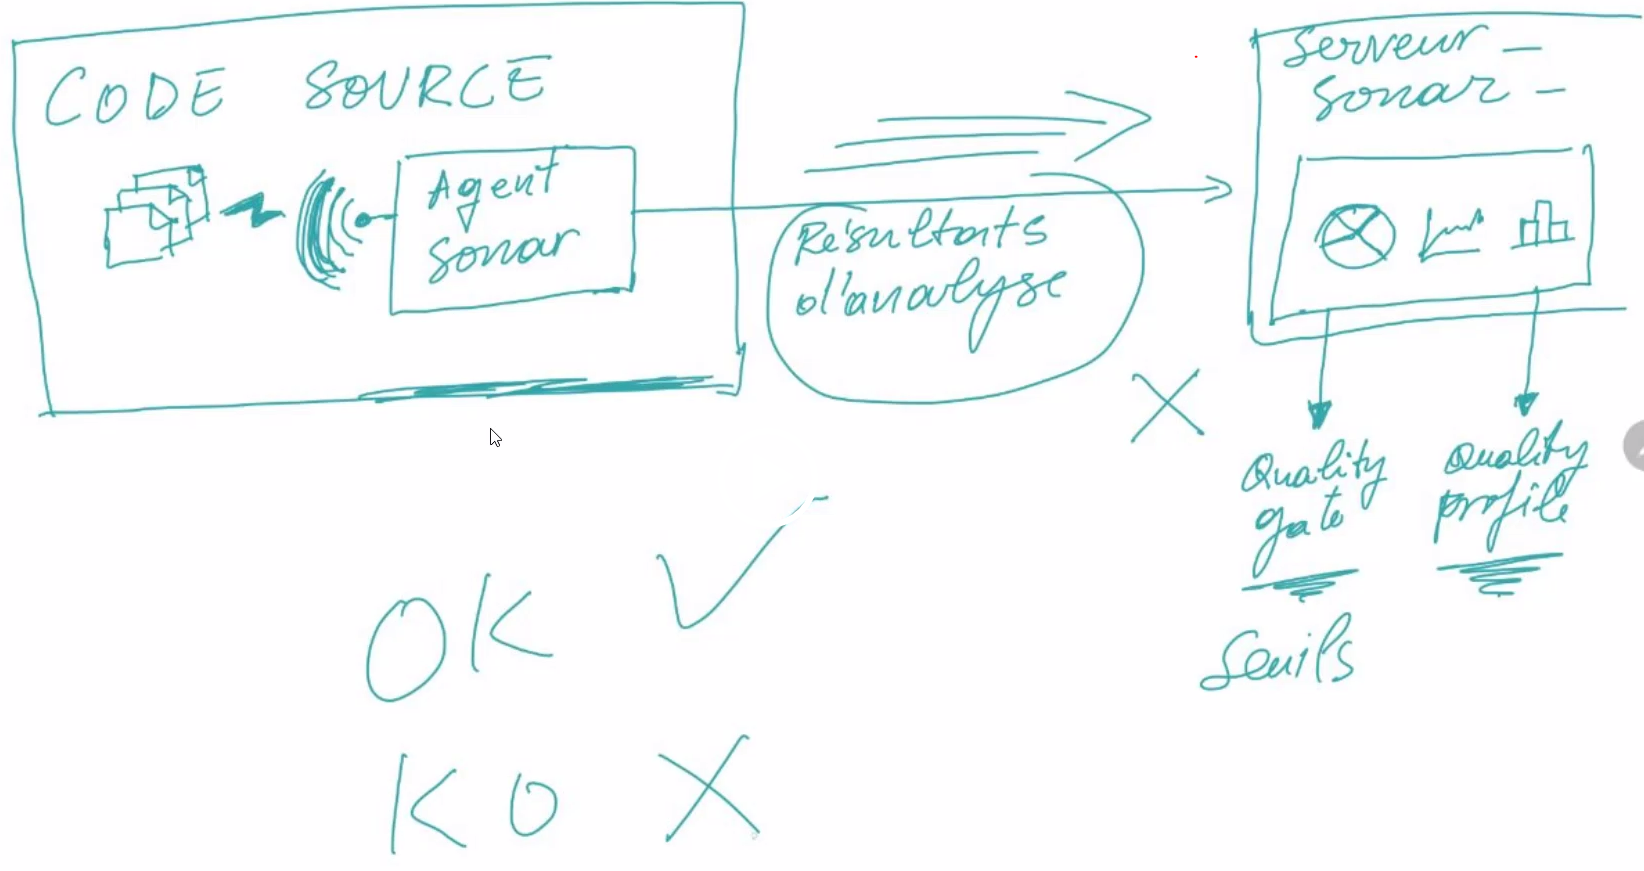 CODE SOURCE
Agent
sonar
Résultats
d'analyse
Serveur -
sonar -
Quality
gate
Quality
profile
Seuils
OK
KO